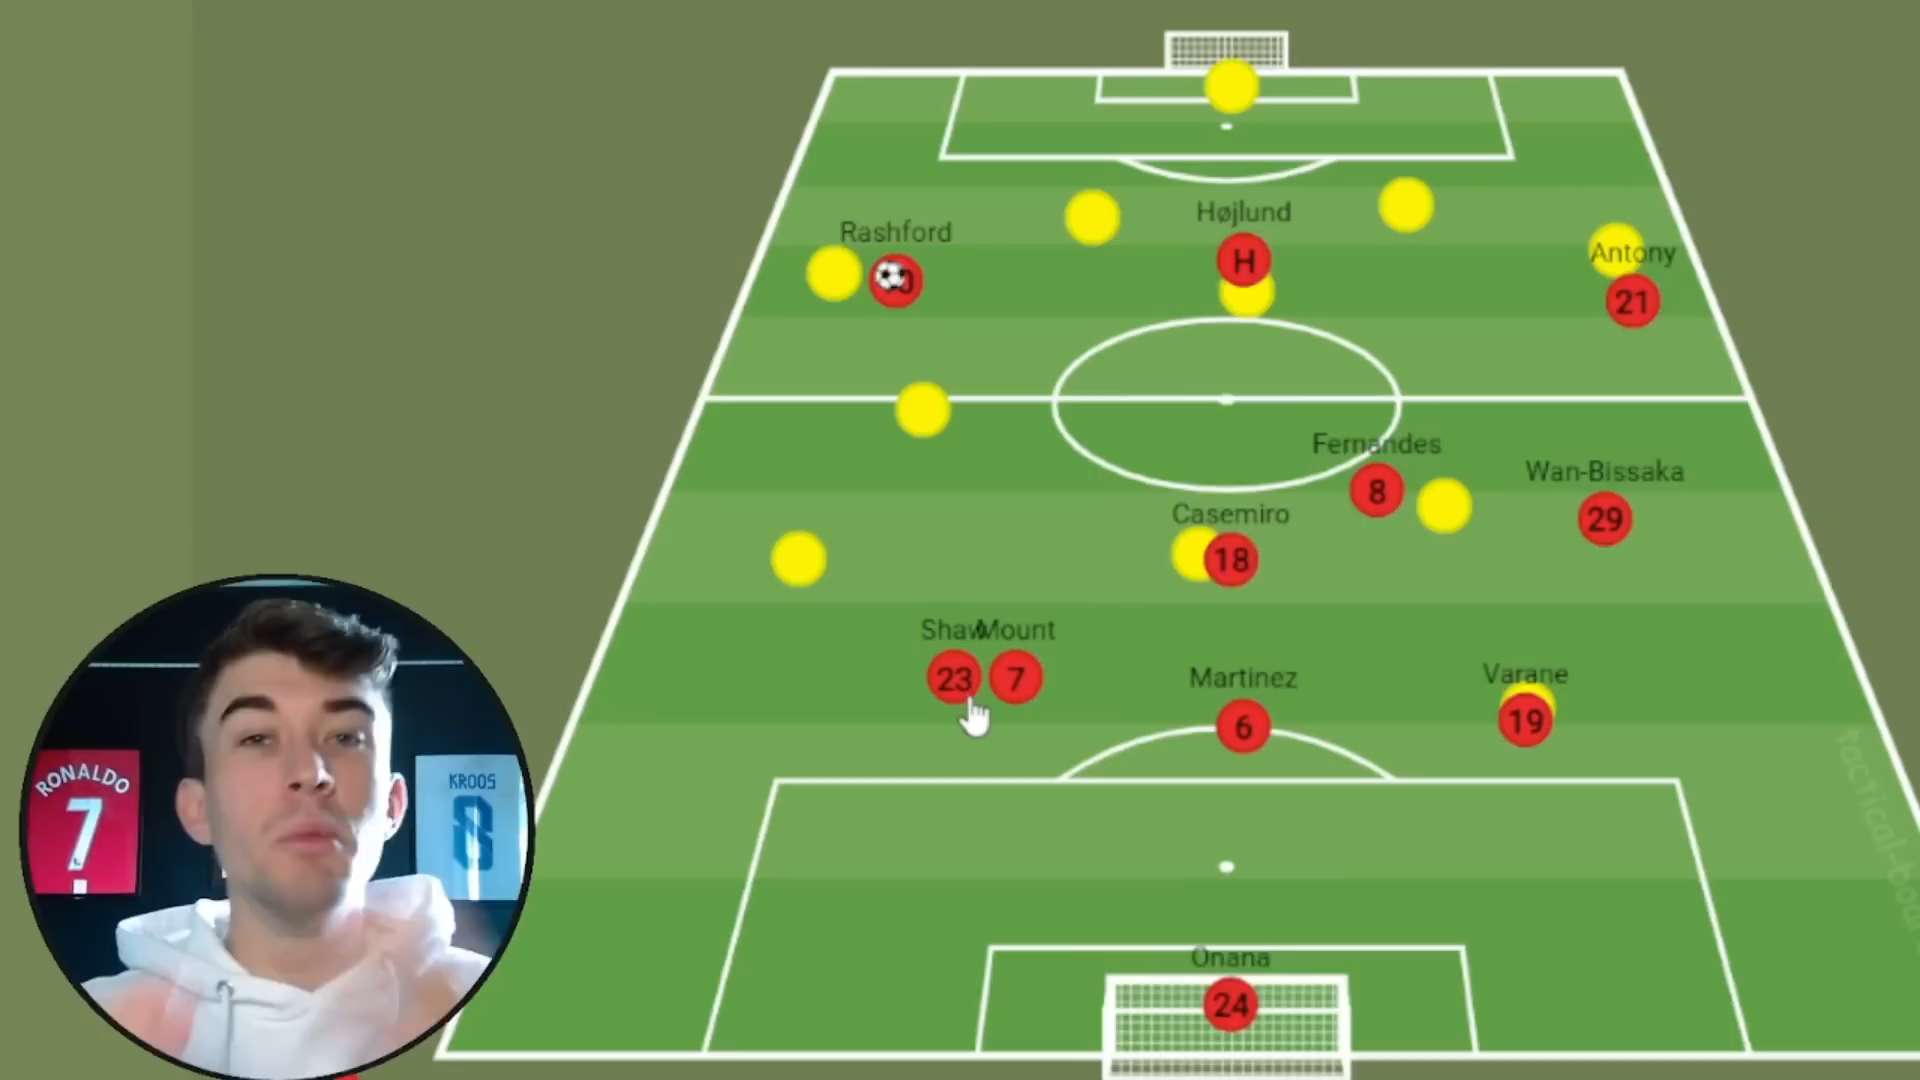 Højlund
H
Rashford
Antony
21
Fernandes
8
Wan-Bissaka
29
Casemiro
18
Shaw
Mount
23
7
Martinez
6
Varane
19
Onana
24
RONALDO
7
KROOS
8